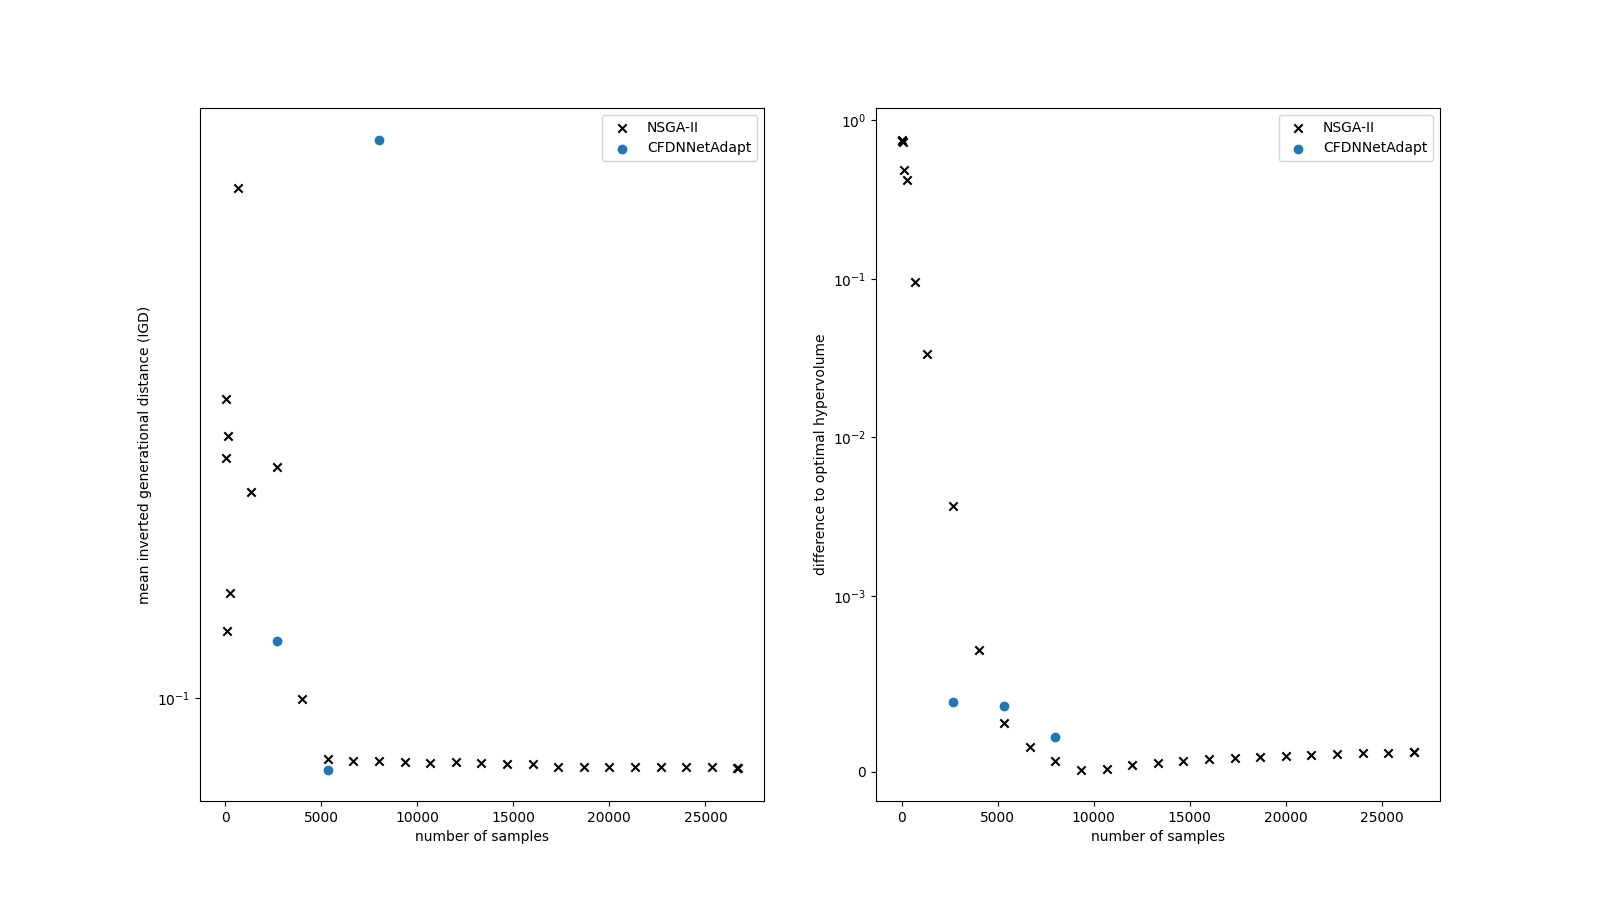 NSGA-II
CFDNNetAdapt
mean inverted generational distance (IGD)
10⁻¹
0 5000 10000 15000 20000 25000
number of samples
NSGA-II
CFDNNetAdapt
difference to optimal hypervolume
10⁰
10⁻¹
10⁻²
10⁻³
0
0 5000 10000 15000 20000 25000
number of samples